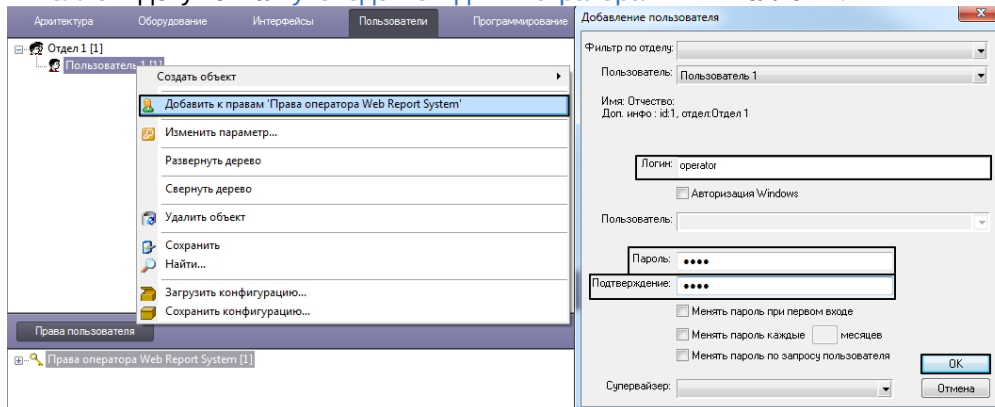 Архитектура Оборудование Интерфейсы Пользователи Программирование
Отдел 1 [1]
Пользователь 1 [1]
Создать объект
Добавить к правам 'Права оператора Web Report System'
Изменить параметр...
Развернуть дерево
Свернуть дерево
Удалить объект
Сохранить
Найти...
Загрузить конфигурацию...
Сохранить конфигурацию...
Права пользователя
Права оператора Web Report System [1]
Добавление пользователя
Фильтр по отделу:
Пользователь: Пользователь 1
Имя: Отчество:
Доп. инфо : id:1, отдел:Отдел 1
Логин: operator
Авторизация Windows
Пользователь:
Пароль: ••••
Подтверждение: ••••
Менять пароль при первом входе
Менять пароль каждые месяцев
Менять пароль по запросу пользователя
OK
Супервайзер:
Отмена